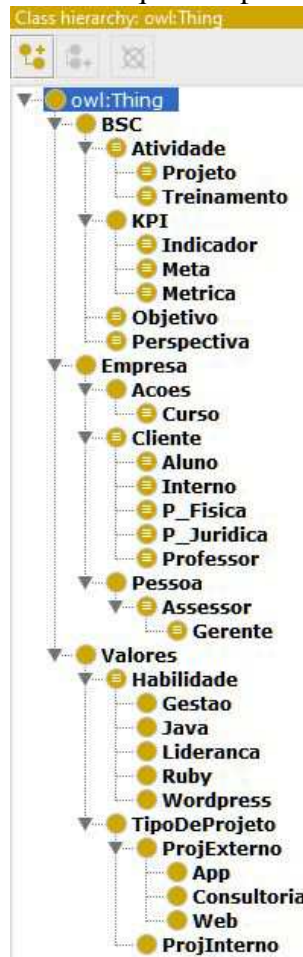 Class hierarchy: owl:Thing
owl:Thing
BSC
Atividade
Projeto
Treinamento
KPI
Indicador
Meta
Metrica
Objetivo
Perspectiva
Empresa
Acoes
Curso
Cliente
Aluno
Interno
P_Fisica
P_Juridica
Professor
Pessoa
Assessor
Gerente
Valores
Habilidade
Gestao
Java
Lideranca
Ruby
Wordpress
TipoDeProjeto
ProjExterno
App
Consultoria
Web
ProjInterno